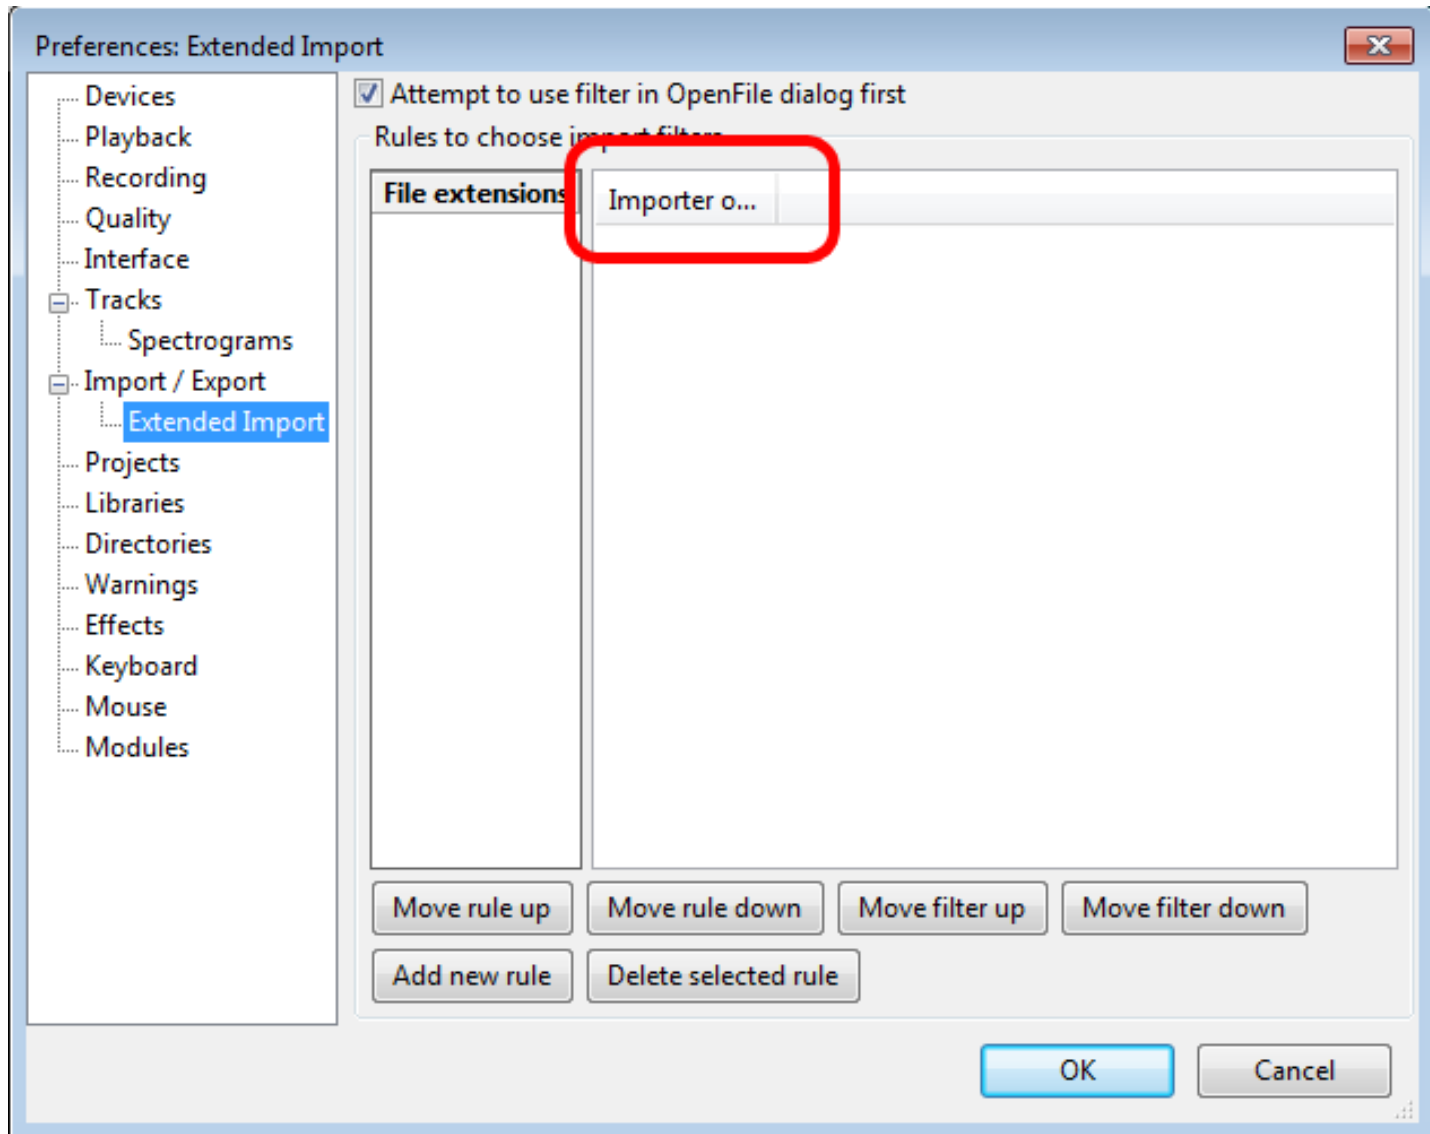 Preferences: Extended Import
Devices
Playback
Recording
Quality
Interface
Tracks
Spectrograms
Import / Export
Extended Import
Projects
Libraries
Directories
Warnings
Effects
Keyboard
Mouse
Modules
Attempt to use filter in OpenFile dialog first
Rules to choose import filters
File extensions
Importer o...
Move rule up
Move rule down
Move filter up
Move filter down
Add new rule
Delete selected rule
OK
Cancel